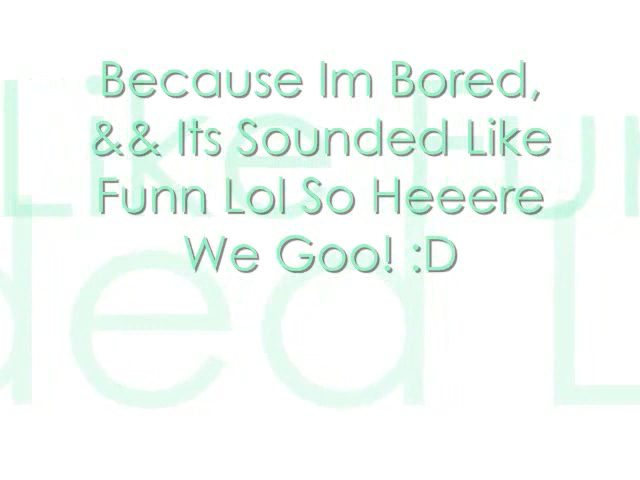 Because Im Bored,
&& Its Sounded Like
Funn Lol So Heeere
We Goo! :D